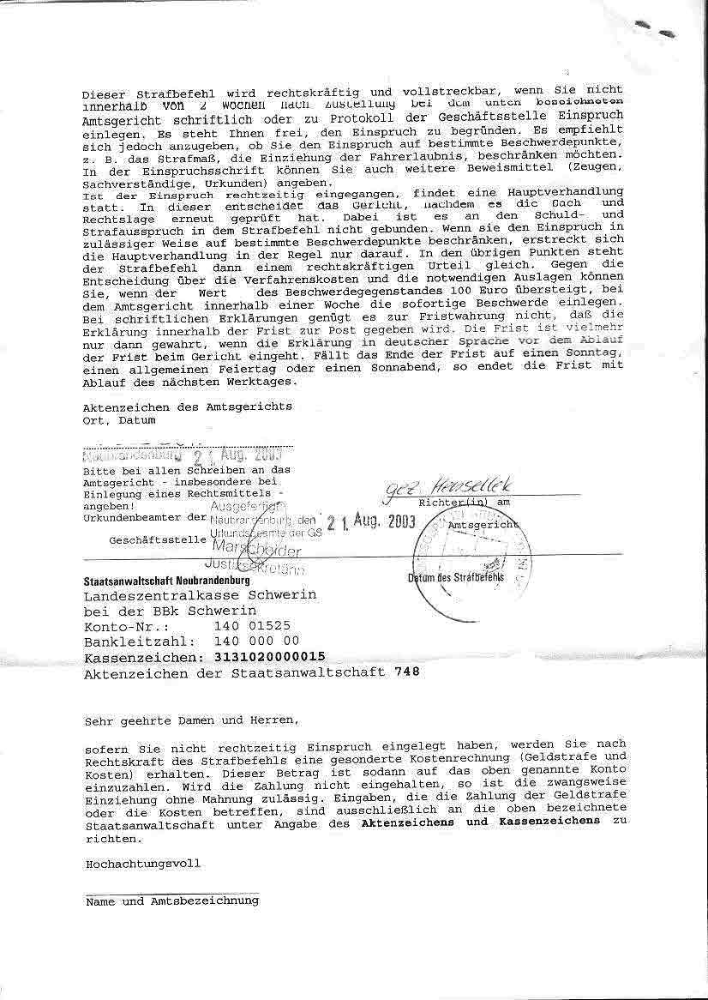 Dieser Strafbefehl wird rechtskräftig und vollstreckbar, wenn Sie nicht
innerhalb von 2 Wochen nach Zustellung bei dem unten bezeichneten
Amtsgericht schriftlich oder zu Protokoll der Geschäftsstelle Einspruch
einlegen. Es steht Ihnen frei, den Einspruch zu begründen. Es empfiehlt
sich jedoch anzugeben, ob Sie den Einspruch auf bestimmte Beschwerdepunkte,
z. B. das Strafmaß, die Einziehung der Fahrerlaubnis, beschränken möchten.
In der Einspruchsschrift können Sie auch weitere Beweismittel (Zeugen,
Sachverständige, Urkunden) angeben.
Ist der Einspruch rechtzeitig eingegangen, findet eine Hauptverhandlung
statt. In dieser entscheidet das Gericht, nachdem es die Sach und
Rechtslage erneut geprüft hat. Dabei ist es an den Schuld- und
Strafausspruch in dem Strafbefehl nicht gebunden. Wenn sie den Einspruch in
zulässiger Weise auf bestimmte Beschwerdepunkte beschränken, erstreckt sich
die Hauptverhandlung in der Regel nur darauf. In den übrigen Punkten steht
der Strafbefehl dann einem rechtskräftigen Urteil gleich. Gegen die
Entscheidung über die Verfahrenskosten und die notwendigen Auslagen können
Sie, wenn der Wert des Beschwerdegegenstandes 100 Euro übersteigt, bei
dem Amtsgericht innerhalb einer Woche die sofortige Beschwerde einlegen.
Bei schriftlichen Erklärungen genügt es zur Fristwahrung nicht, daß die
Erklärung innerhalb der Frist zur Post gegeben wird. Die Frist ist vielmehr
nur dann gewahrt, wenn die Erklärung in deutscher Sprache vor dem Ablauf
der Frist beim Gericht eingeht. Fällt das Ende der Frist auf einen Sonntag,
einen allgemeinen Feiertag oder einen Sonnabend, so endet die Frist mit
Ablauf des nächsten Werktages.
Aktenzeichen des Amtsgerichts
Ort, Datum
Neubrandenburg 21 Aug. 2003
Bitte bei allen Schreiben an das
Amtsgericht - insbesondere bei
Einlegung eines Rechtsmittels -
angeben!
gez.
Richter(in) am
Amtsgericht
Ausgefertigt
Urkundenbeamter der Neubrandenburg, den 21. Aug. 2003
Urkundsbeamte der GS
Geschäftsstelle
Justizsekretärin
Datum des Strafbefehls
Staatsanwaltschaft Neubrandenburg
Landeszentralkasse Schwerin
bei der BBk Schwerin
Konto-Nr.: 140 01525
Bankleitzahl: 140 000 00
Kassenzeichen: 3131020000015
Aktenzeichen der Staatsanwaltschaft 748
Sehr geehrte Damen und Herren,
sofern Sie nicht rechtzeitig Einspruch eingelegt haben, werden Sie nach
Rechtskraft des Strafbefehls eine gesonderte Kostenrechnung (Geldstrafe und
Kosten) erhalten. Dieser Betrag ist sodann auf das oben genannte Konto
einzuzahlen. Wird die Zahlung nicht eingehalten, so ist die zwangsweise
Einziehung ohne Mahnung zulässig. Eingaben, die die Zahlung der Geldstrafe
oder die Kosten betreffen, sind ausschließlich an die oben bezeichnete
Staatsanwaltschaft unter Angabe des Aktenzeichens und Kassenzeichens zu
richten.
Hochachtungsvoll
Name und Amtsbezeichnung